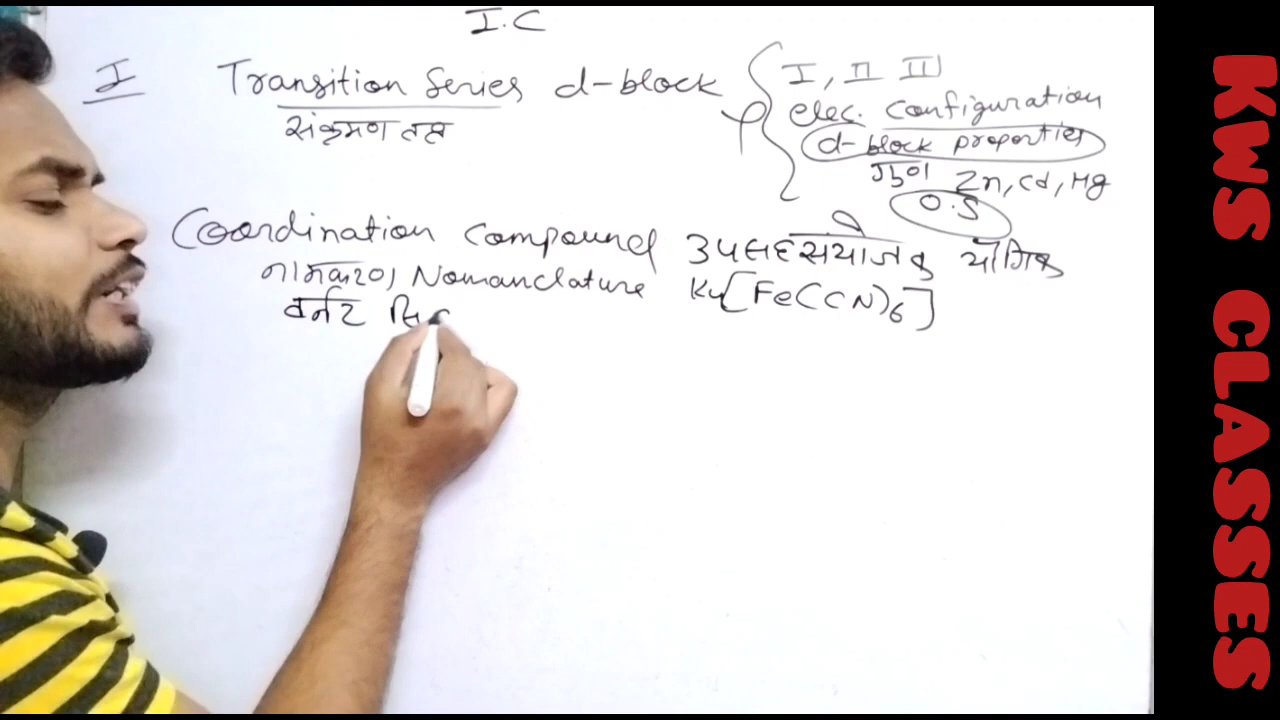 I.C
I Transition Series d-block
संक्रमण तत्व
I, II III
elec. configuration
d-block properties
Zn, Cd, Hg
O.S
Coordination compound उपसहसंयोजक यौगिक
नामकरण Nomanclature K4[Fe(CN)6]
वर्नर सि
KWS CLASSES